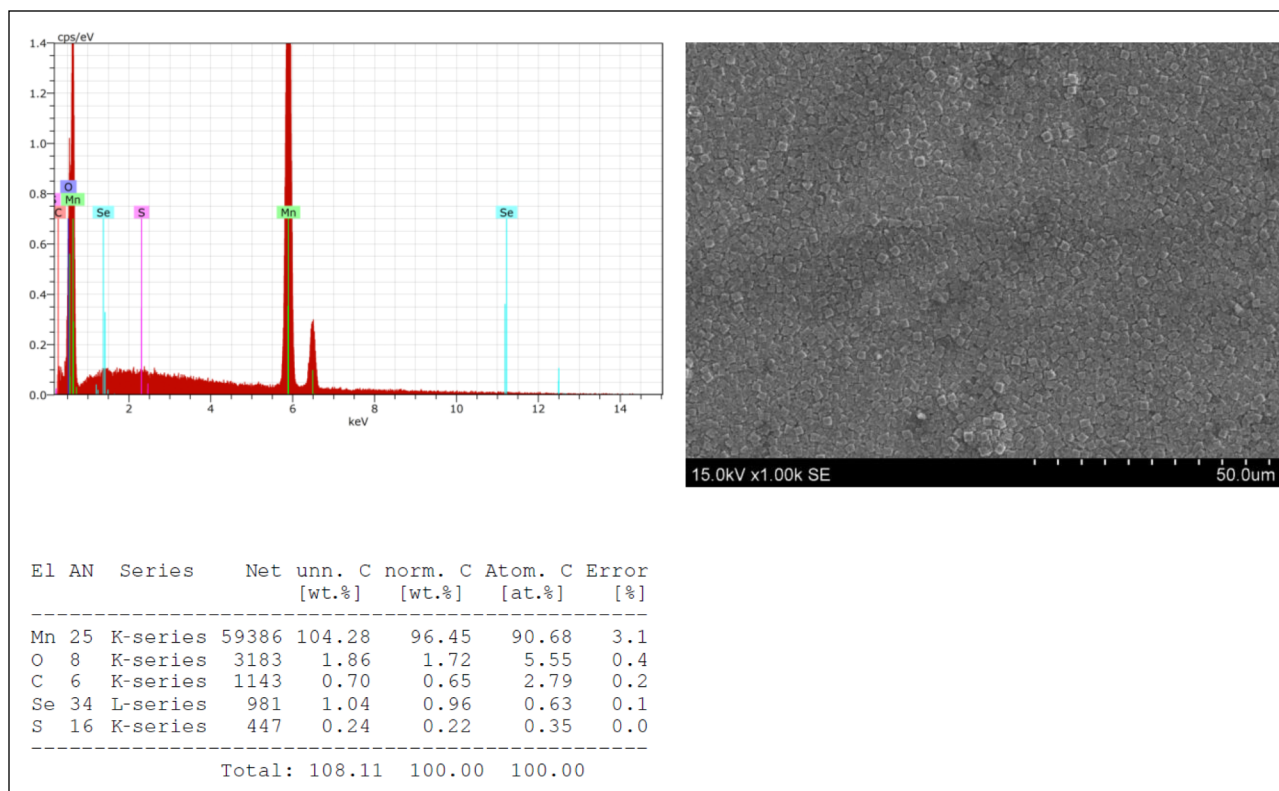 cps/eV
1.4
1.2
1.0
0.8
0.6
0.4
0.2
0.0
O
Mn
C
Se
S
Mn
Se
2 4 6 8 10 12 14
keV
15.0kV x1.00k SE 50.0um
El AN Series Net unn. C norm. C Atom. C Error
[wt.%] [wt.%] [at.%] [%]
Mn 25 K-series 59386 104.28 96.45 90.68 3.1
O 8 K-series 3183 1.86 1.72 5.55 0.4
C 6 K-series 1143 0.70 0.65 2.79 0.2
Se 34 L-series 981 1.04 0.96 0.63 0.1
S 16 K-series 447 0.24 0.22 0.35 0.0
Total: 108.11 100.00 100.00